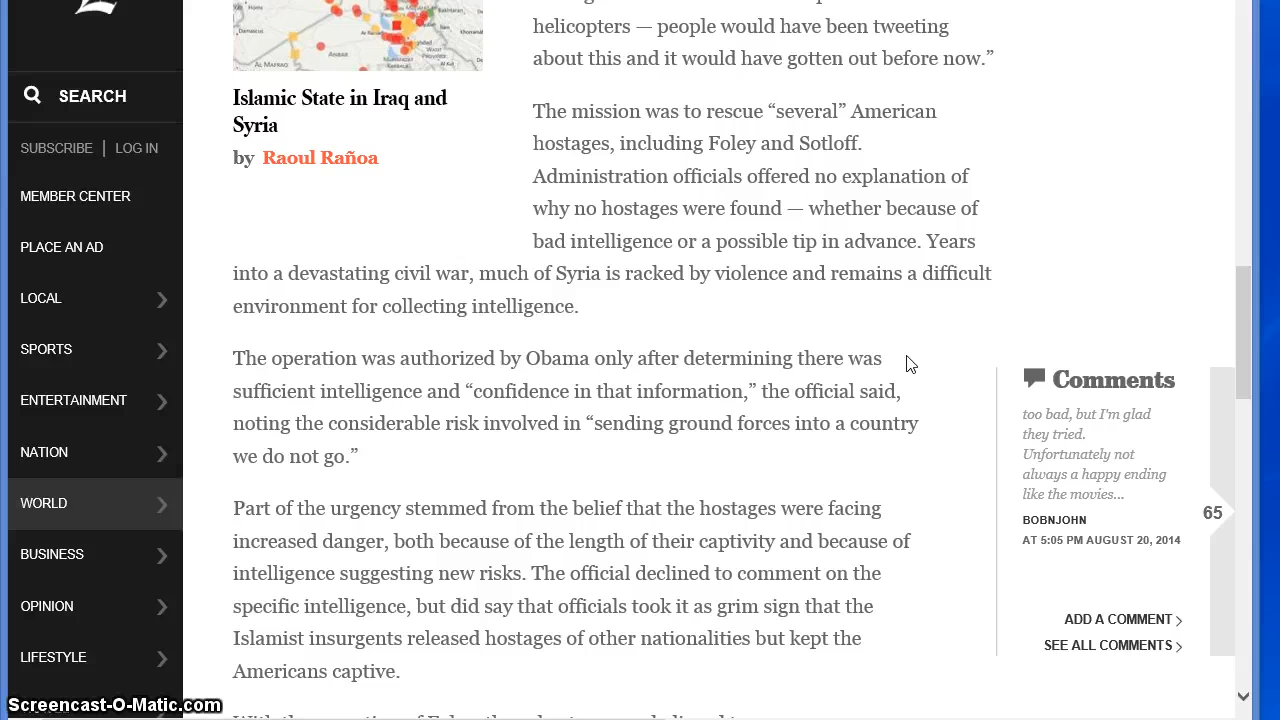 SEARCH
SUBSCRIBE | LOG IN
MEMBER CENTER
PLACE AN AD
LOCAL
SPORTS
ENTERTAINMENT
NATION
WORLD
BUSINESS
OPINION
LIFESTYLE
Screencast-O-Matic.com
Islamic State in Iraq and
Syria
by Raoul Rañoa
helicopters — people would have been tweeting
about this and it would have gotten out before now.”
The mission was to rescue “several” American
hostages, including Foley and Sotloff.
Administration officials offered no explanation of
why no hostages were found — whether because of
bad intelligence or a possible tip in advance. Years
into a devastating civil war, much of Syria is racked by violence and remains a difficult
environment for collecting intelligence.
The operation was authorized by Obama only after determining there was
sufficient intelligence and “confidence in that information,” the official said,
noting the considerable risk involved in “sending ground forces into a country
we do not go.”
Part of the urgency stemmed from the belief that the hostages were facing
increased danger, both because of the length of their captivity and because of
intelligence suggesting new risks. The official declined to comment on the
specific intelligence, but did say that officials took it as grim sign that the
Islamist insurgents released hostages of other nationalities but kept the
Americans captive.
Comments
too bad, but I'm glad
they tried.
Unfortunately not
always a happy ending
like the movies...
BOBNJOHN
AT 5:05 PM AUGUST 20, 2014
65
ADD A COMMENT
SEE ALL COMMENTS